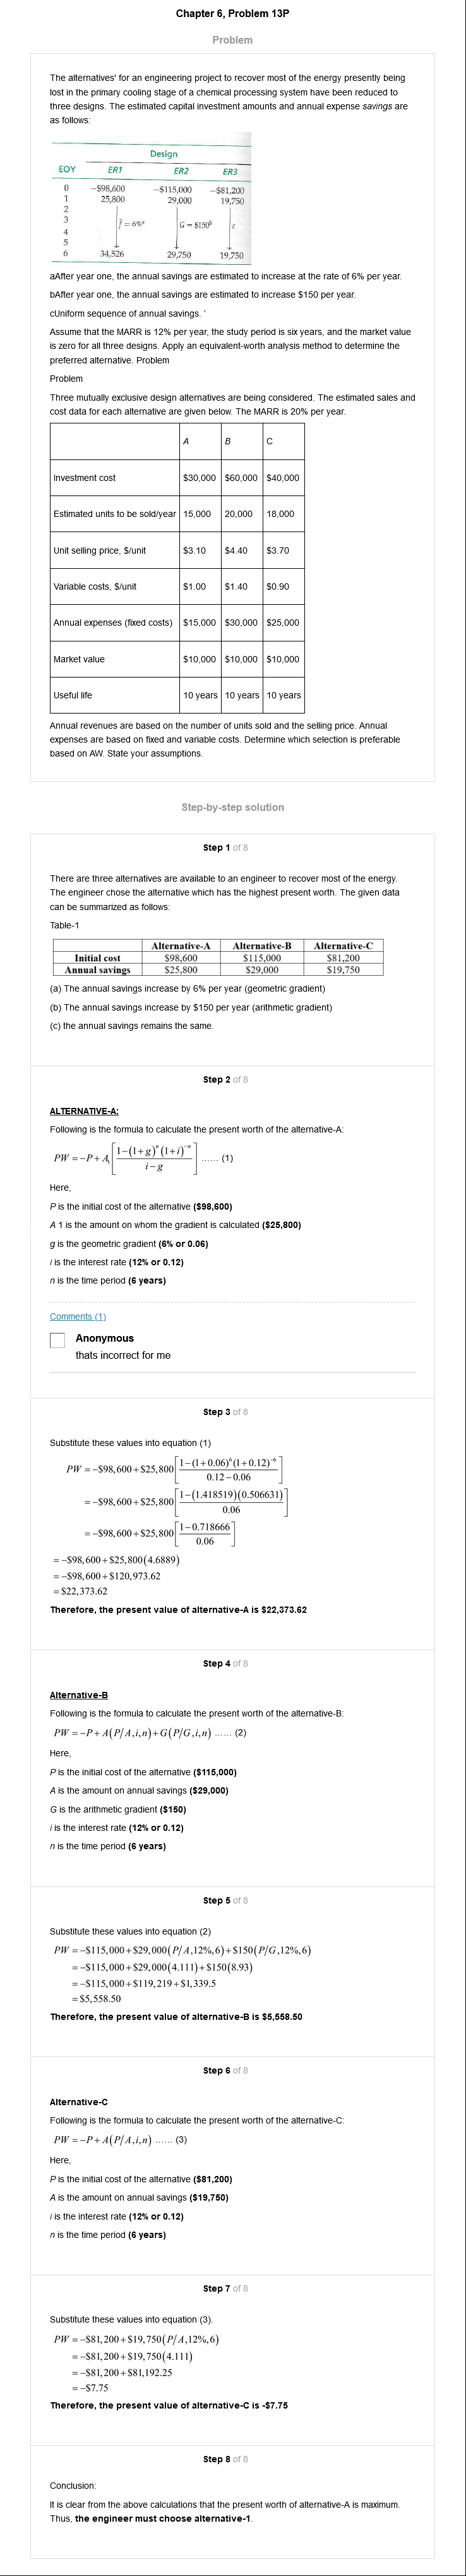 Chapter 6, Problem 13P
Problem
The alternatives' for an engineering project to recover most of the energy presently being
lost in the primary cooling stage of a chemical processing system have been reduced to
three designs. The estimated capital investment amounts and annual expense savings are
as follows:
Design
EOY ER1 ER2 ER3
0 −$98,600 −$115,000 −$81,200
1 25,800 29,000 19,750
2
3 f̄ = 6%ᵃ G = $150ᵇ c
4
5
6 34,526 29,750 19,750
aAfter year one, the annual savings are estimated to increase at the rate of 6% per year.
bAfter year one, the annual savings are estimated to increase $150 per year.
cUniform sequence of annual savings. '
Assume that the MARR is 12% per year, the study period is six years, and the market value
is zero for all three designs. Apply an equivalent-worth analysis method to determine the
preferred alternative. Problem
Problem
Three mutually exclusive design alternatives are being considered. The estimated sales and
cost data for each alternative are given below. The MARR is 20% per year.
A B C
Investment cost $30,000 $60,000 $40,000
Estimated units to be sold/year 15,000 20,000 18,000
Unit selling price, $/unit $3.10 $4.40 $3.70
Variable costs, $/unit $1.00 $1.40 $0.90
Annual expenses (fixed costs) $15,000 $30,000 $25,000
Market value $10,000 $10,000 $10,000
Useful life 10 years 10 years 10 years
Annual revenues are based on the number of units sold and the selling price. Annual
expenses are based on fixed and variable costs. Determine which selection is preferable
based on AW. State your assumptions.
Step-by-step solution
Step 1 of 8
There are three alternatives are available to an engineer to recover most of the energy.
The engineer chose the alternative which has the highest present worth. The given data
can be summarized as follows:
Table-1
Alternative-A Alternative-B Alternative-C
Initial cost $98,600 $115,000 $81,200
Annual savings $25,800 $29,000 $19,750
(a) The annual savings increase by 6% per year (geometric gradient)
(b) The annual savings increase by $150 per year (arithmetic gradient)
(c) the annual savings remains the same.
Step 2 of 8
ALTERNATIVE-A:
Following is the formula to calculate the present worth of the alternative-A:
PW = −P + A₁[(1−(1+g)ⁿ(1+i)⁻ⁿ)/(i−g)] ...... (1)
Here,
P is the initial cost of the alternative ($98,600)
A 1 is the amount on whom the gradient is calculated ($25,800)
g is the geometric gradient (6% or 0.06)
i is the interest rate (12% or 0.12)
n is the time period (6 years)
Comments (1)
Anonymous
thats incorrect for me
Step 3 of 8
Substitute these values into equation (1)
PW = −$98,600 + $25,800[(1−(1+0.06)⁶(1+0.12)⁻⁶)/(0.12−0.06)]
= −$98,600 + $25,800[(1−(1.418519)(0.506631))/0.06]
= −$98,600 + $25,800[(1−0.718666)/0.06]
= −$98,600 + $25,800(4.6889)
= −$98,600 + $120,973.62
= $22,373.62
Therefore, the present value of alternative-A is $22,373.62
Step 4 of 8
Alternative-B
Following is the formula to calculate the present worth of the alternative-B:
PW = −P + A(P/A,i,n) + G(P/G,i,n) ...... (2)
Here,
P is the initial cost of the alternative ($115,000)
A is the amount on annual savings ($29,000)
G is the arithmetic gradient ($150)
i is the interest rate (12% or 0.12)
n is the time period (6 years)
Step 5 of 8
Substitute these values into equation (2)
PW = −$115,000 + $29,000(P/A,12%,6) + $150(P/G,12%,6)
= −$115,000 + $29,000(4.111) + $150(8.93)
= −$115,000 + $119,219 + $1,339.5
= $5,558.50
Therefore, the present value of alternative-B is $5,558.50
Step 6 of 8
Alternative-C
Following is the formula to calculate the present worth of the alternative-C:
PW = −P + A(P/A,i,n) ...... (3)
Here,
P is the initial cost of the alternative ($81,200)
A is the amount on annual savings ($19,750)
i is the interest rate (12% or 0.12)
n is the time period (6 years)
Step 7 of 8
Substitute these values into equation (3).
PW = −$81,200 + $19,750(P/A,12%,6)
= −$81,200 + $19,750(4.111)
= −$81,200 + $81,192.25
= −$7.75
Therefore, the present value of alternative-C is -$7.75
Step 8 of 8
Conclusion:
It is clear from the above calculations that the present worth of alternative-A is maximum.
Thus, the engineer must choose alternative-1.